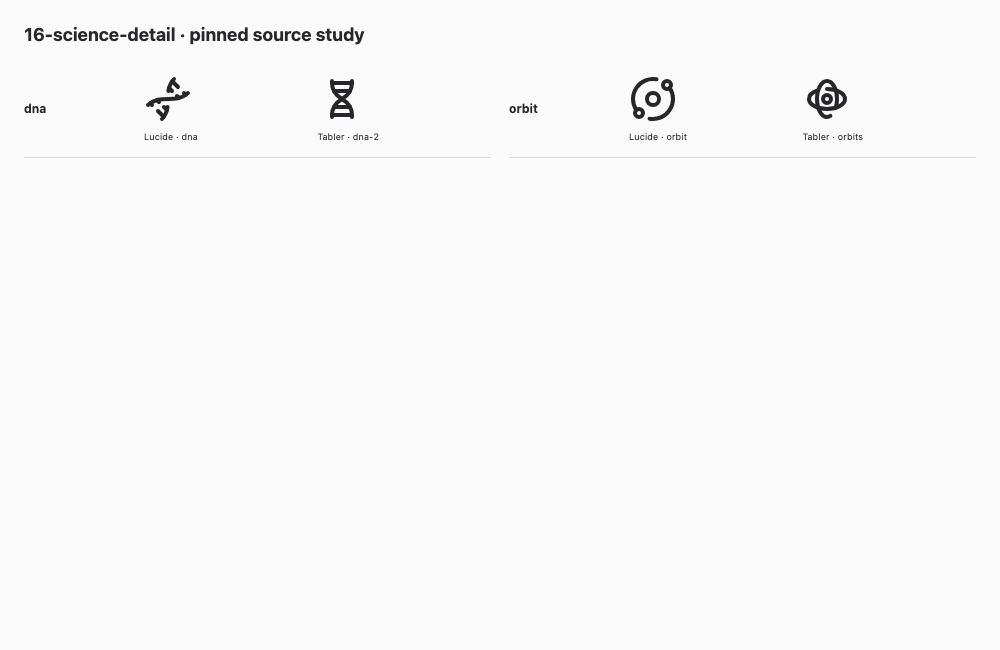 16-science-detail · pinned source study
dna
Lucide · dna
Tabler · dna-2
orbit
Lucide · orbit
Tabler · orbits